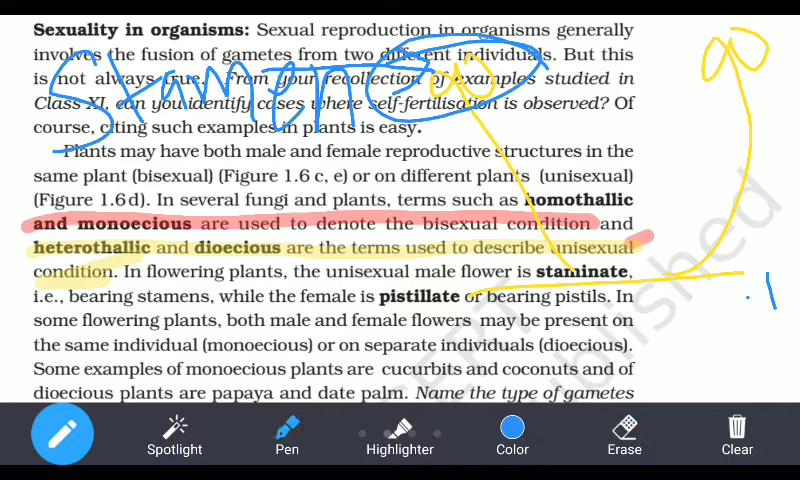 Sexuality in organisms: Sexual reproduction in organisms generally
involves the fusion of gametes from two different individuals. But this
is not always true. From your recollection of examples studied in
Class XI, can you identify cases where self-fertilisation is observed? Of
course, citing such examples in plants is easy.
Stamen
Plants may have both male and female reproductive structures in the
same plant (bisexual) (Figure 1.6 c, e) or on different plants (unisexual)
(Figure 1.6 d). In several fungi and plants, terms such as homothallic
and monoecious are used to denote the bisexual condition and
heterothallic and dioecious are the terms used to describe unisexual
condition. In flowering plants, the unisexual male flower is staminate,
i.e., bearing stamens, while the female is pistillate or bearing pistils. In
some flowering plants, both male and female flowers may be present on
the same individual (monoecious) or on separate individuals (dioecious).
Some examples of monoecious plants are cucurbits and coconuts and of
dioecious plants are papaya and date palm. Name the type of gametes
Spotlight
Pen
Highlighter
Color
Erase
Clear